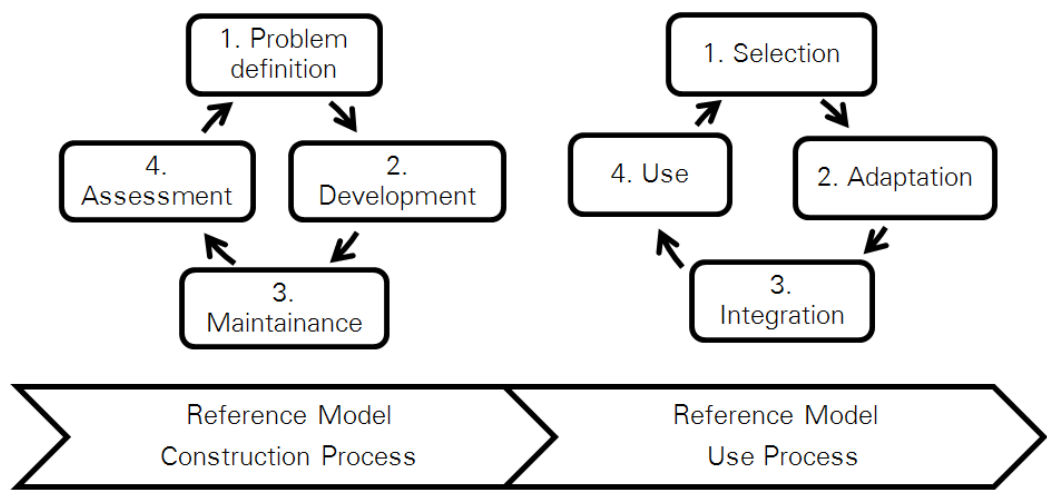 1. Problem
definition
2.
Development
3.
Maintainance
4.
Assessment
1. Selection
2. Adaptation
3.
Integration
4. Use
Reference Model
Construction Process
Reference Model
Use Process